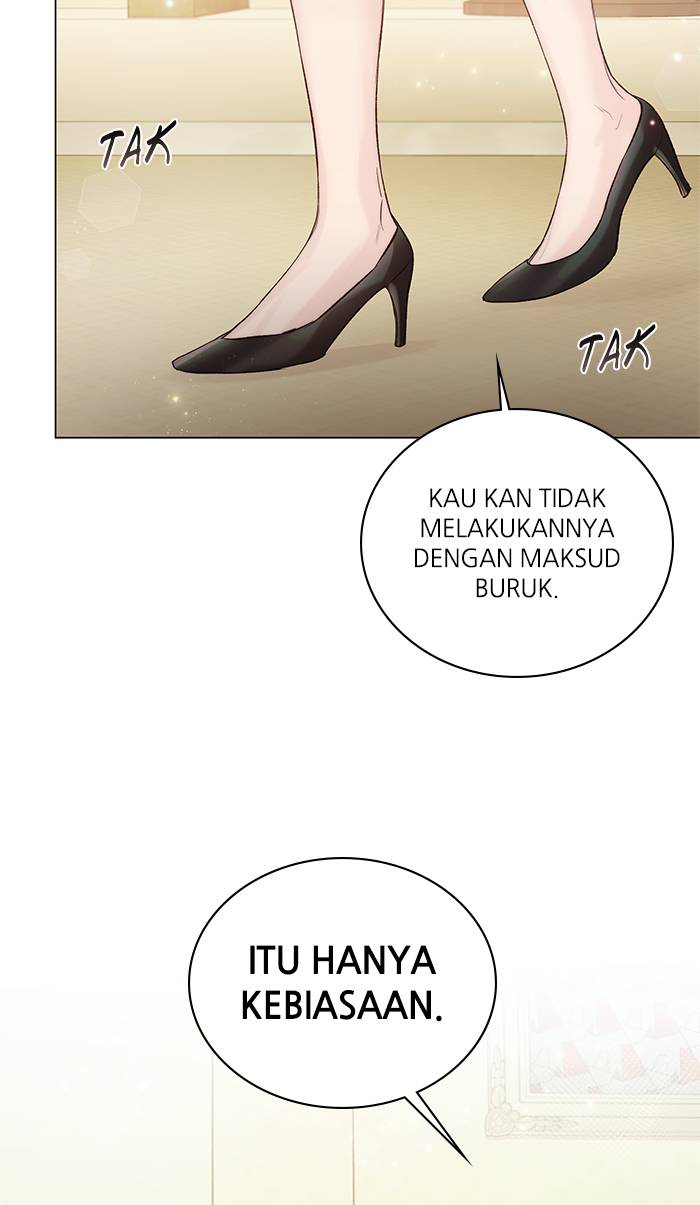 TAK
TAK
KAU KAN TIDAK
MELAKUKANNYA
DENGAN MAKSUD
BURUK.
ITU HANYA
KEBIASAAN.